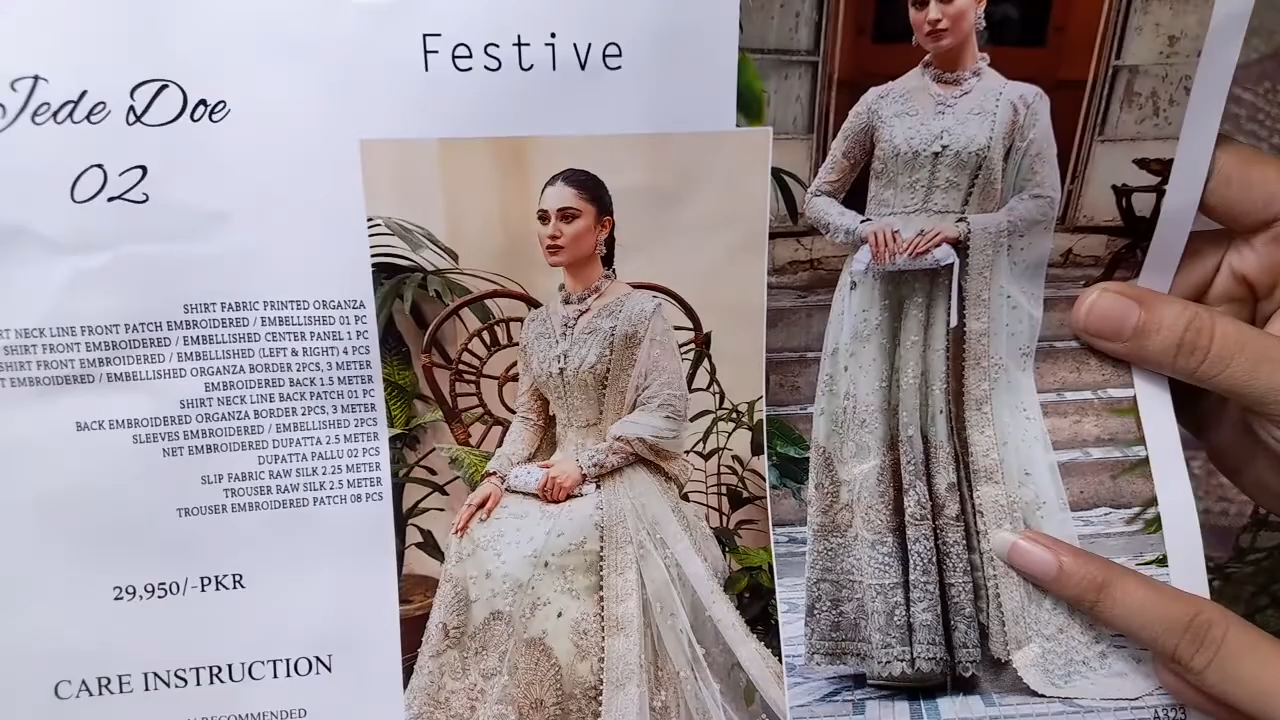 Festive
Jede Doe
02
SHIRT FABRIC PRINTED ORGANZA
NECK LINE FRONT PATCH EMBROIDERED / EMBELLISHED 01 PC
SHIRT FRONT EMBROIDERED / EMBELLISHED CENTER PANEL 1 PC
SHIRT FRONT EMBROIDERED / EMBELLISHED (LEFT & RIGHT) 4 PCS
EMBROIDERED / EMBELLISHED ORGANZA BORDER 2PCS, 3 METER
EMBROIDERED BACK 1.5 METER
SHIRT NECK LINE BACK PATCH 01 PC
BACK EMBROIDERED ORGANZA BORDER 2PCS, 3 METER
SLEEVES EMBROIDERED / EMBELLISHED 2PCS
NET EMBROIDERED DUPATTA 2.5 METER
DUPATTA PALLU 02 PCS
SLIP FABRIC RAW SILK 2.25 METER
TROUSER RAW SILK 2.5 METER
TROUSER EMBROIDERED PATCH 08 PCS
29,950/-PKR
CARE INSTRUCTION
RECOMMENDED
A323